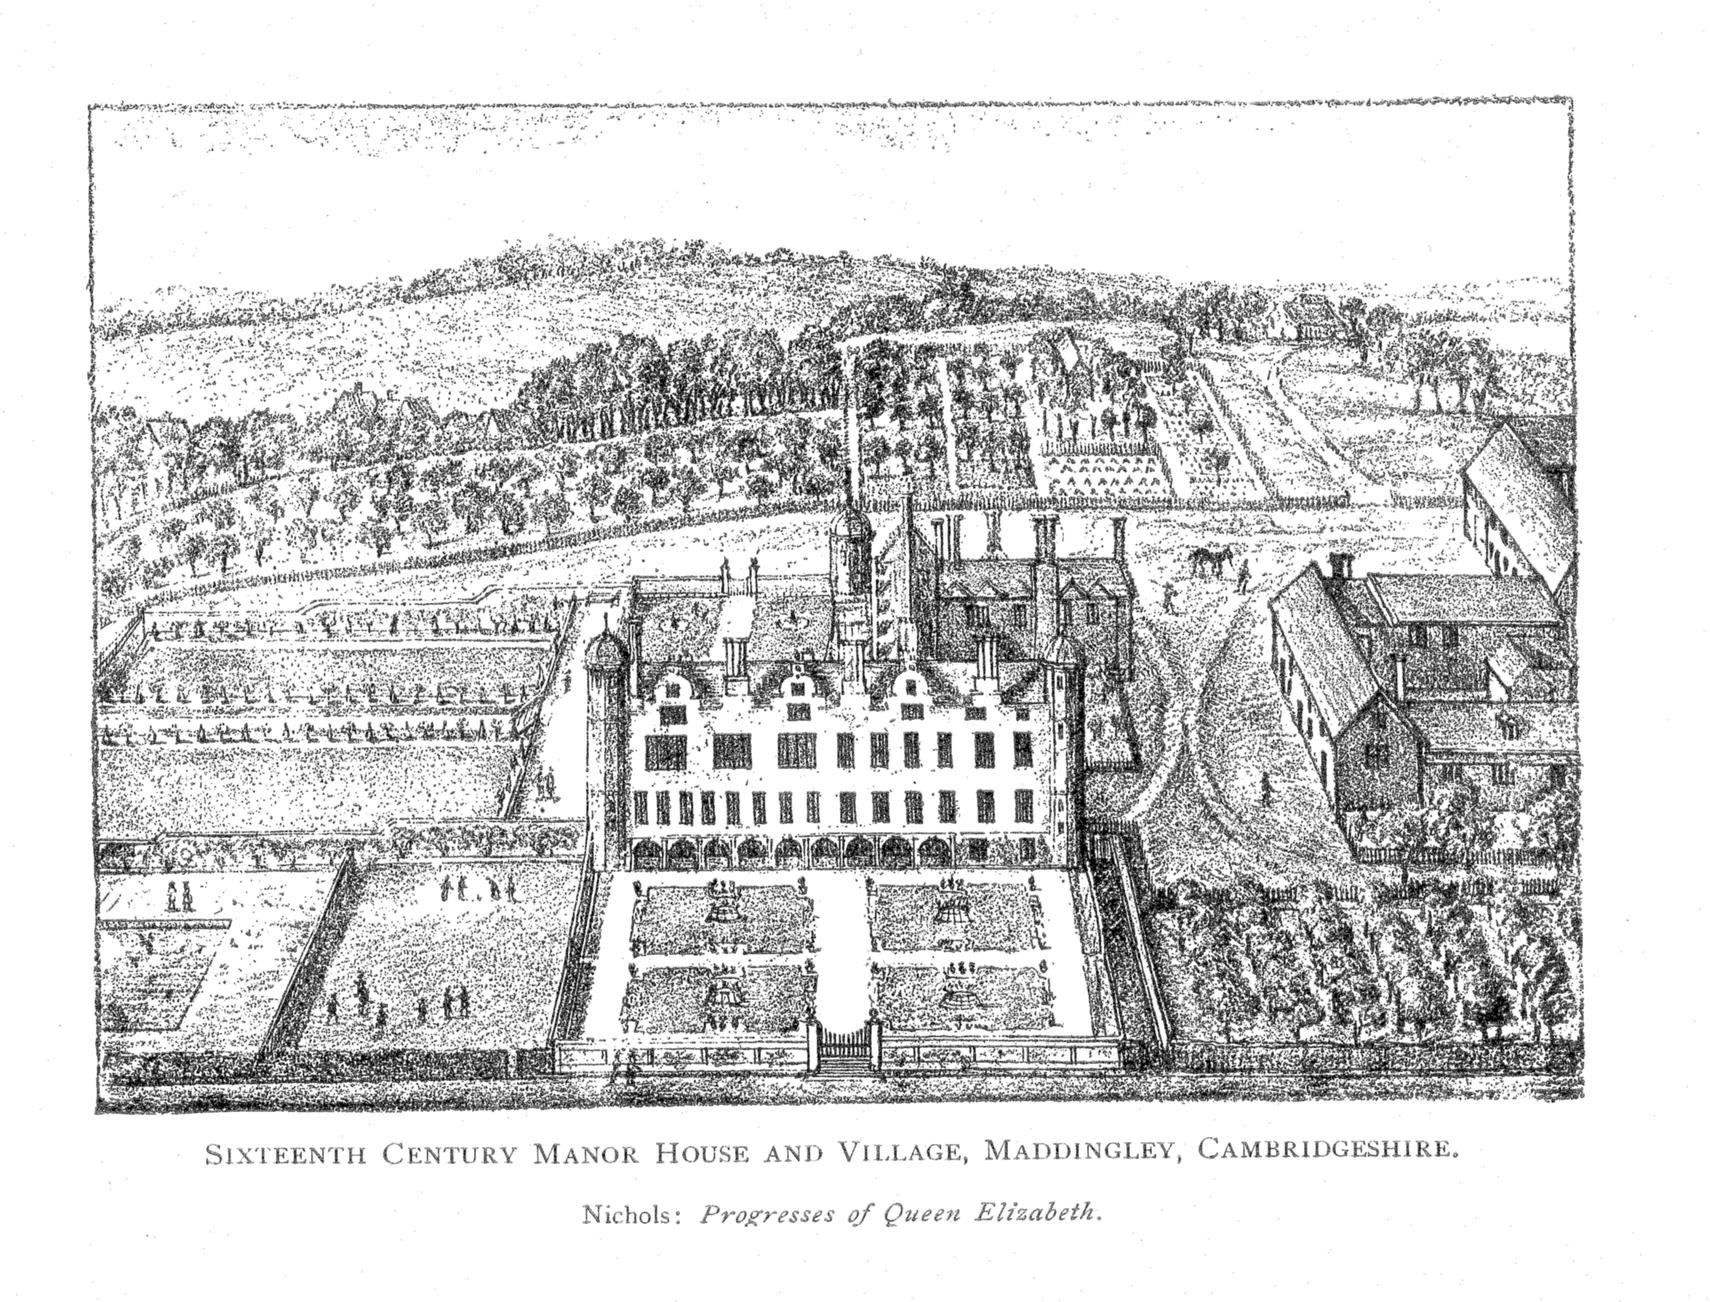 SIXTEENTH CENTURY MANOR HOUSE AND VILLAGE, MADDINGLEY, CAMBRIDGESHIRE.
Nichols: Progresses of Queen Elizabeth.